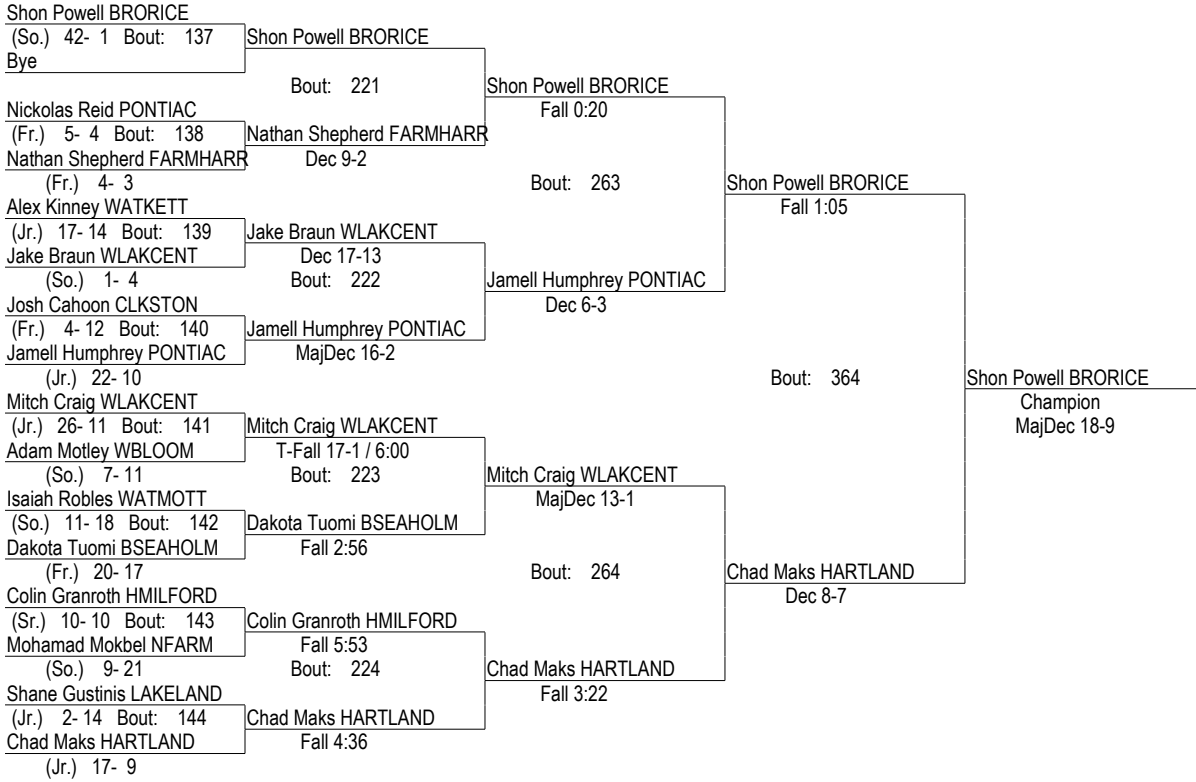 Shon Powell BRORICE
(So.) 42- 1 Bout: 137 Shon Powell BRORICE
Bye
Bout: 221 Shon Powell BRORICE
Nickolas Reid PONTIAC Fall 0:20
(Fr.) 5- 4 Bout: 138 Nathan Shepherd FARMHARR
Nathan Shepherd FARMHARR Dec 9-2
(Fr.) 4- 3 Bout: 263 Shon Powell BRORICE
Alex Kinney WATKETT Fall 1:05
(Jr.) 17- 14 Bout: 139 Jake Braun WLAKCENT
Jake Braun WLAKCENT Dec 17-13
(So.) 1- 4 Bout: 222 Jamell Humphrey PONTIAC
Josh Cahoon CLKSTON Dec 6-3
(Fr.) 4- 12 Bout: 140 Jamell Humphrey PONTIAC
Jamell Humphrey PONTIAC MajDec 16-2
(Jr.) 22- 10 Bout: 364 Shon Powell BRORICE
Mitch Craig WLAKCENT Champion
(Jr.) 26- 11 Bout: 141 Mitch Craig WLAKCENT MajDec 18-9
Adam Motley WBLOOM T-Fall 17-1 / 6:00
(So.) 7- 11 Bout: 223 Mitch Craig WLAKCENT
Isaiah Robles WATMOTT MajDec 13-1
(So.) 11- 18 Bout: 142 Dakota Tuomi BSEAHOLM
Dakota Tuomi BSEAHOLM Fall 2:56
(Fr.) 20- 17 Bout: 264 Chad Maks HARTLAND
Colin Granroth HMILFORD Dec 8-7
(Sr.) 10- 10 Bout: 143 Colin Granroth HMILFORD
Mohamad Mokbel NFARM Fall 5:53
(So.) 9- 21 Bout: 224 Chad Maks HARTLAND
Shane Gustinis LAKELAND Fall 3:22
(Jr.) 2- 14 Bout: 144 Chad Maks HARTLAND
Chad Maks HARTLAND Fall 4:36
(Jr.) 17- 9